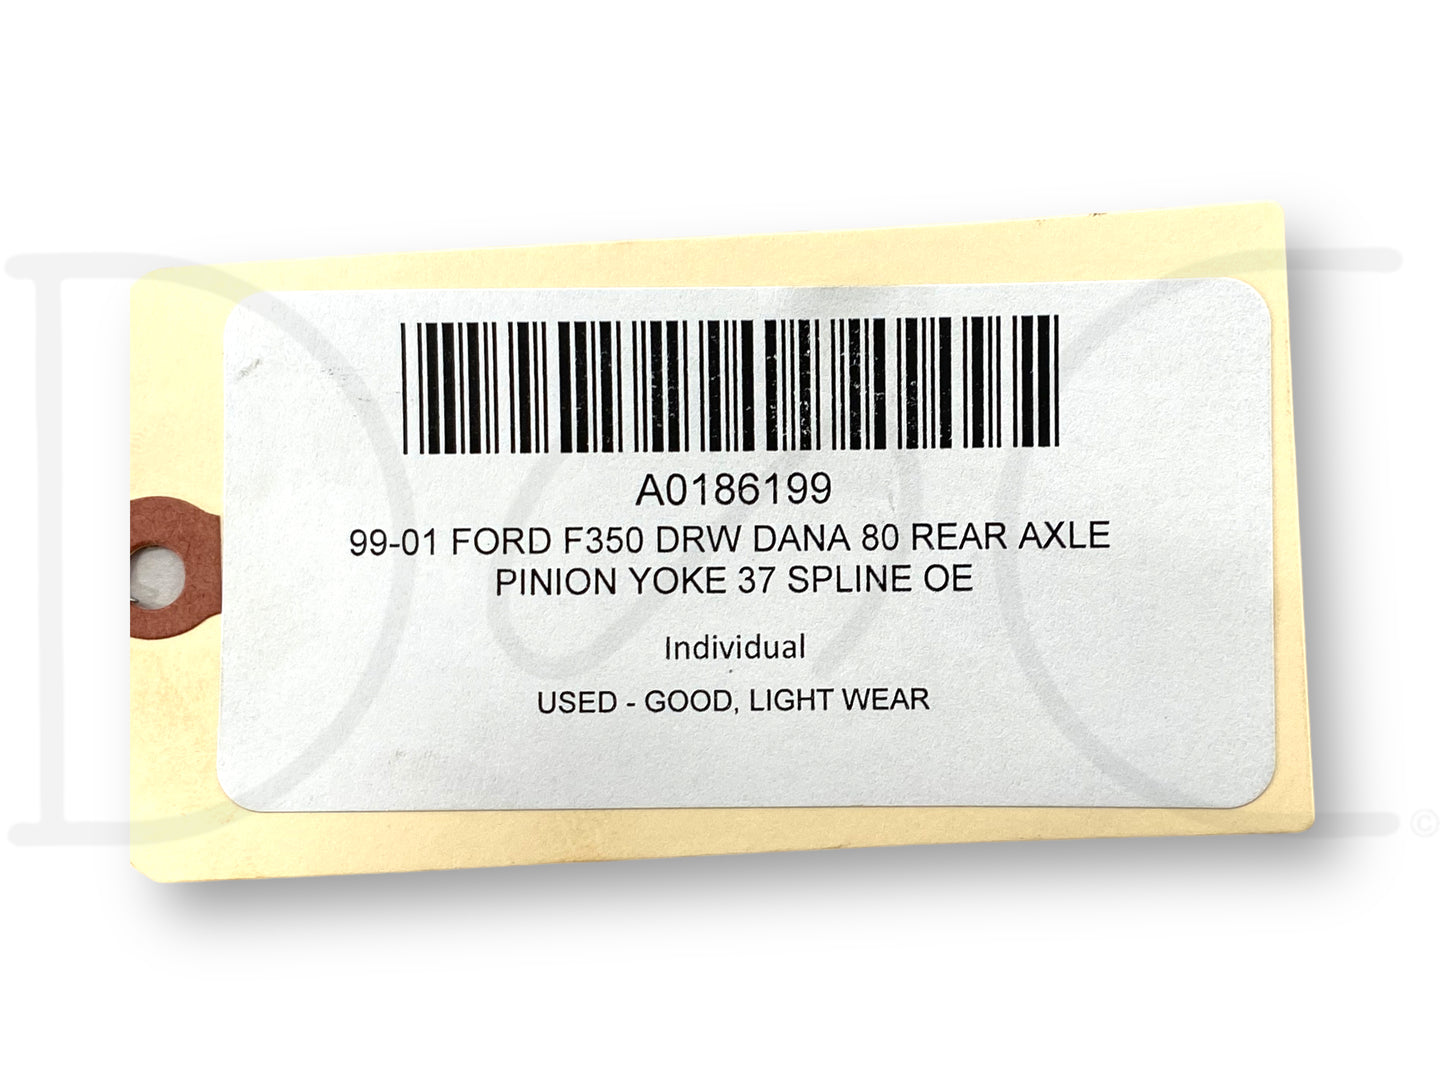 A0186199
99-01 FORD F350 DRW DANA 80 REAR AXLE
PINION YOKE 37 SPLINE OE
Individual
USED - GOOD, LIGHT WEAR
©